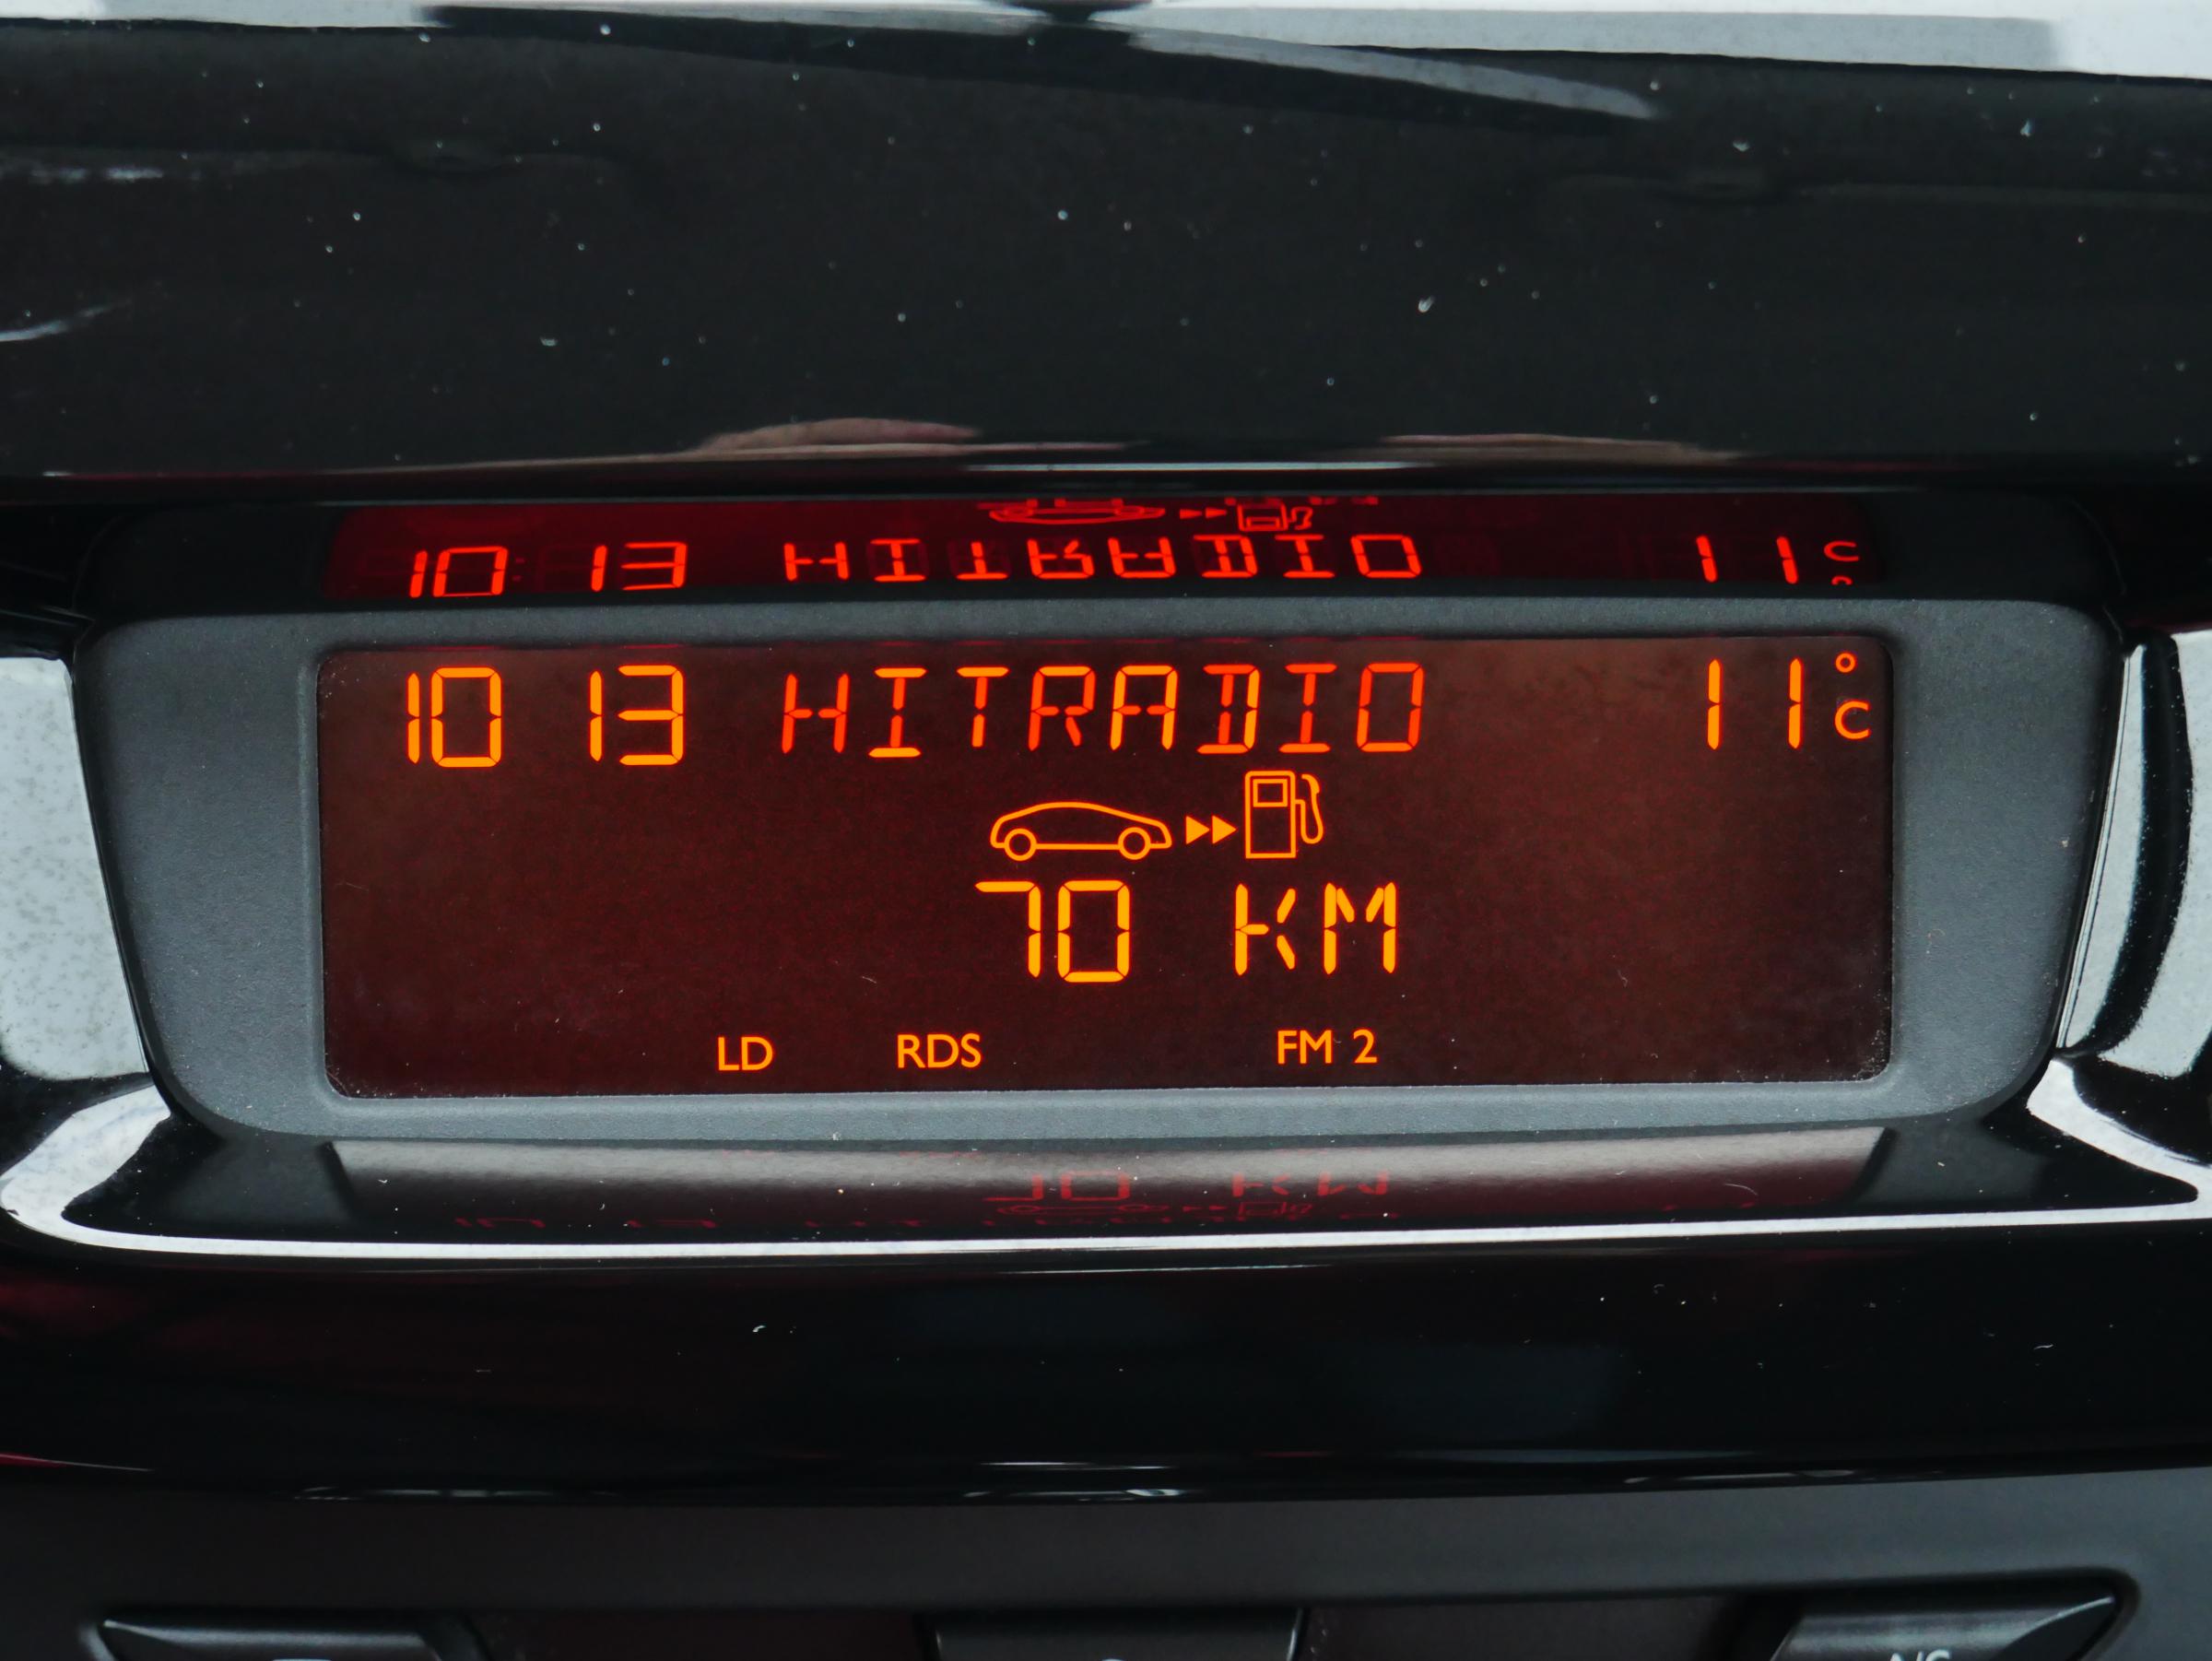 10 13 HITRADIO 11 °C
70 KM
LD RDS FM 2
A/C